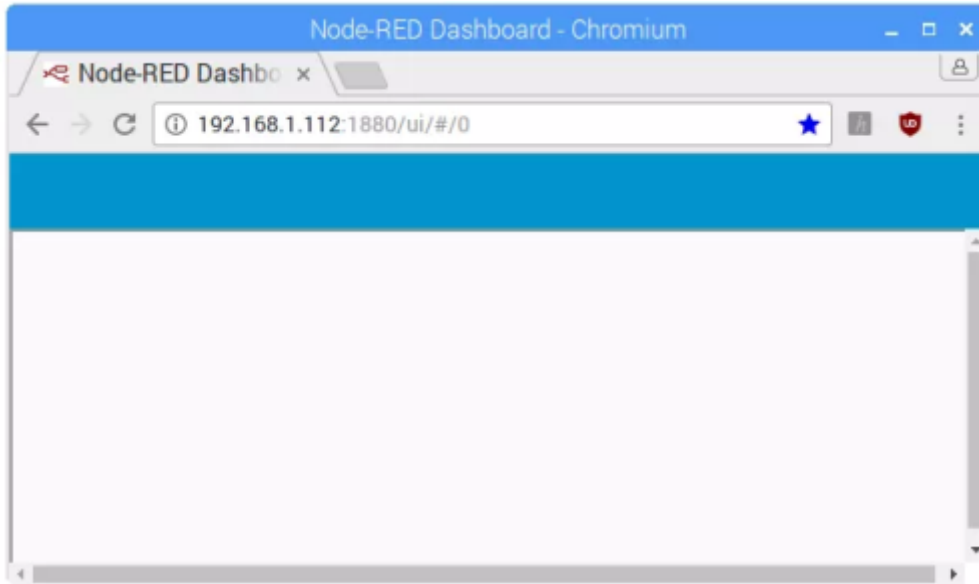 Node-RED Dashboard - Chromium
Node-RED Dashbo
192.168.1.112:1880/ui/#/0